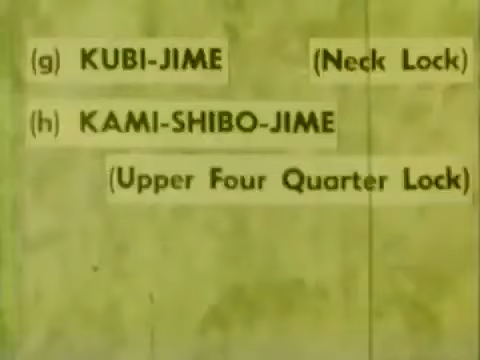 (g) KUBI-JIME (Neck Lock)
(h) KAMI-SHIBO-JIME
(Upper Four Quarter Lock)